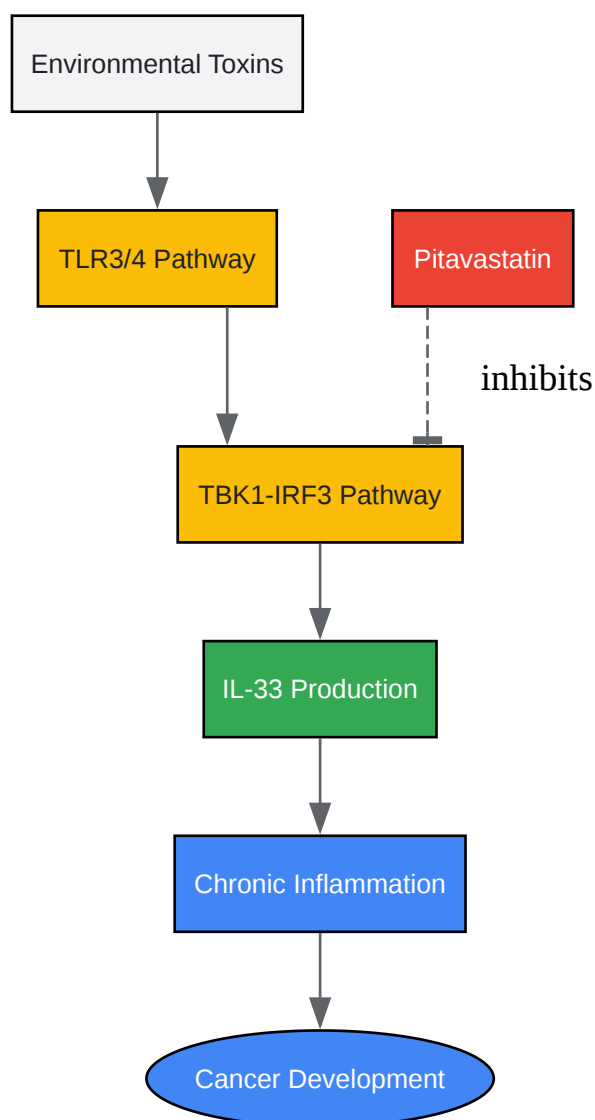 Environmental Toxins
TLR3/4 Pathway
Pitavastatin
inhibits
TBK1-IRF3 Pathway
IL-33 Production
Chronic Inflammation
Cancer Development